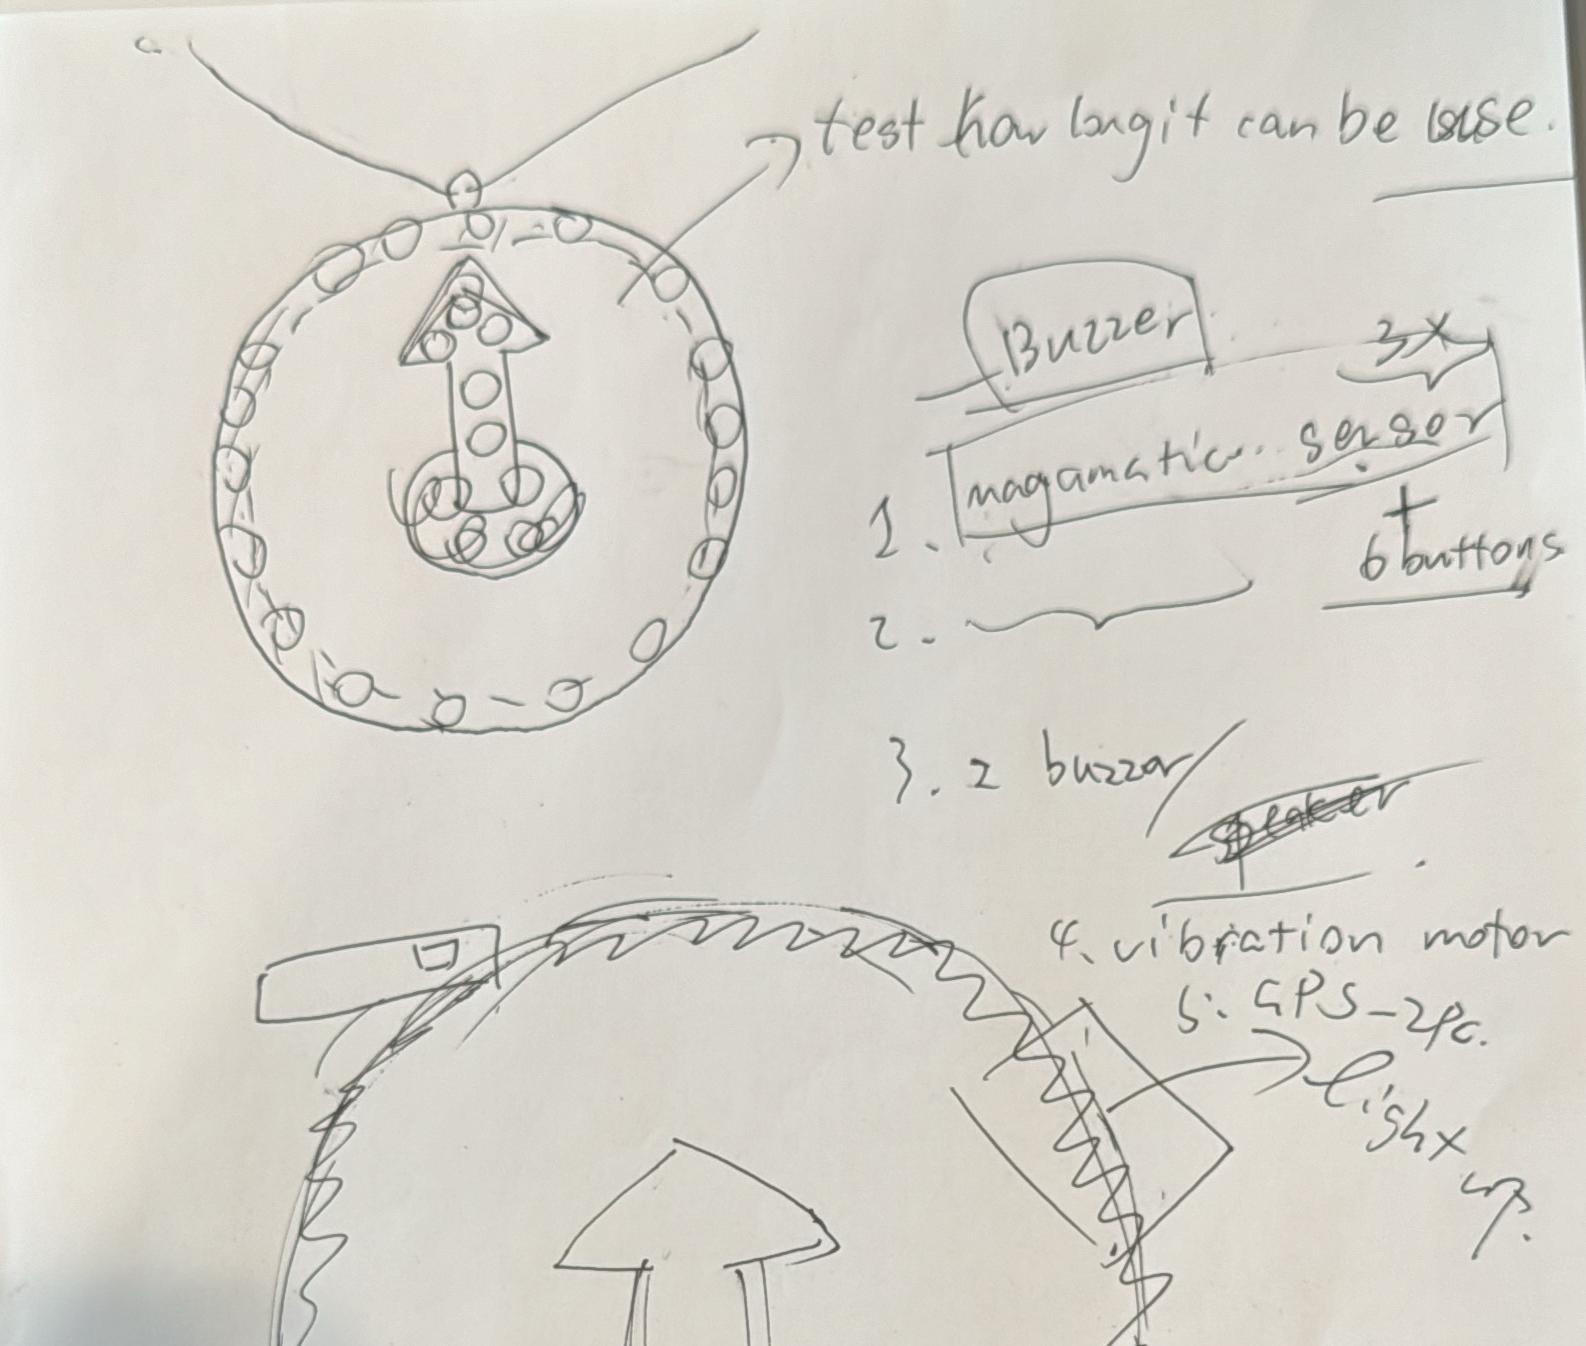 test how long it can be use.
Buzzer
3x
1. magamatic sensor
+
6 buttons
2.
3. 2 buzzor/
speaker
4. vibration motor
5. GPS-2Pc.
light
up.